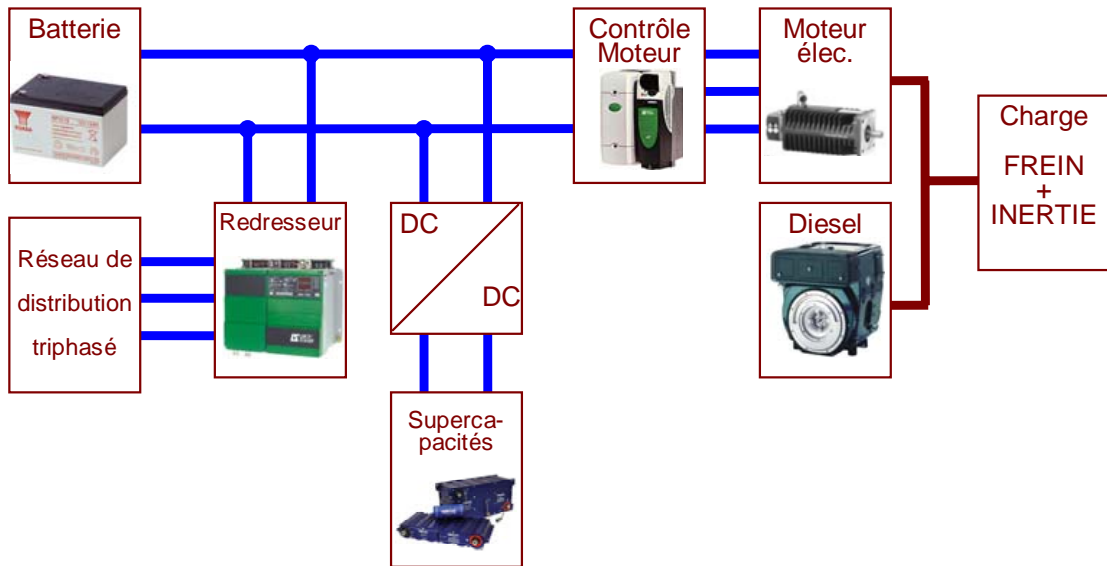 Batterie
Contrôle
Moteur
Moteur
élec.
Charge
FREIN
+
INERTIE
Réseau de
distribution
triphasé
Redresseur
DC
DC
Diesel
Superca-
pacités